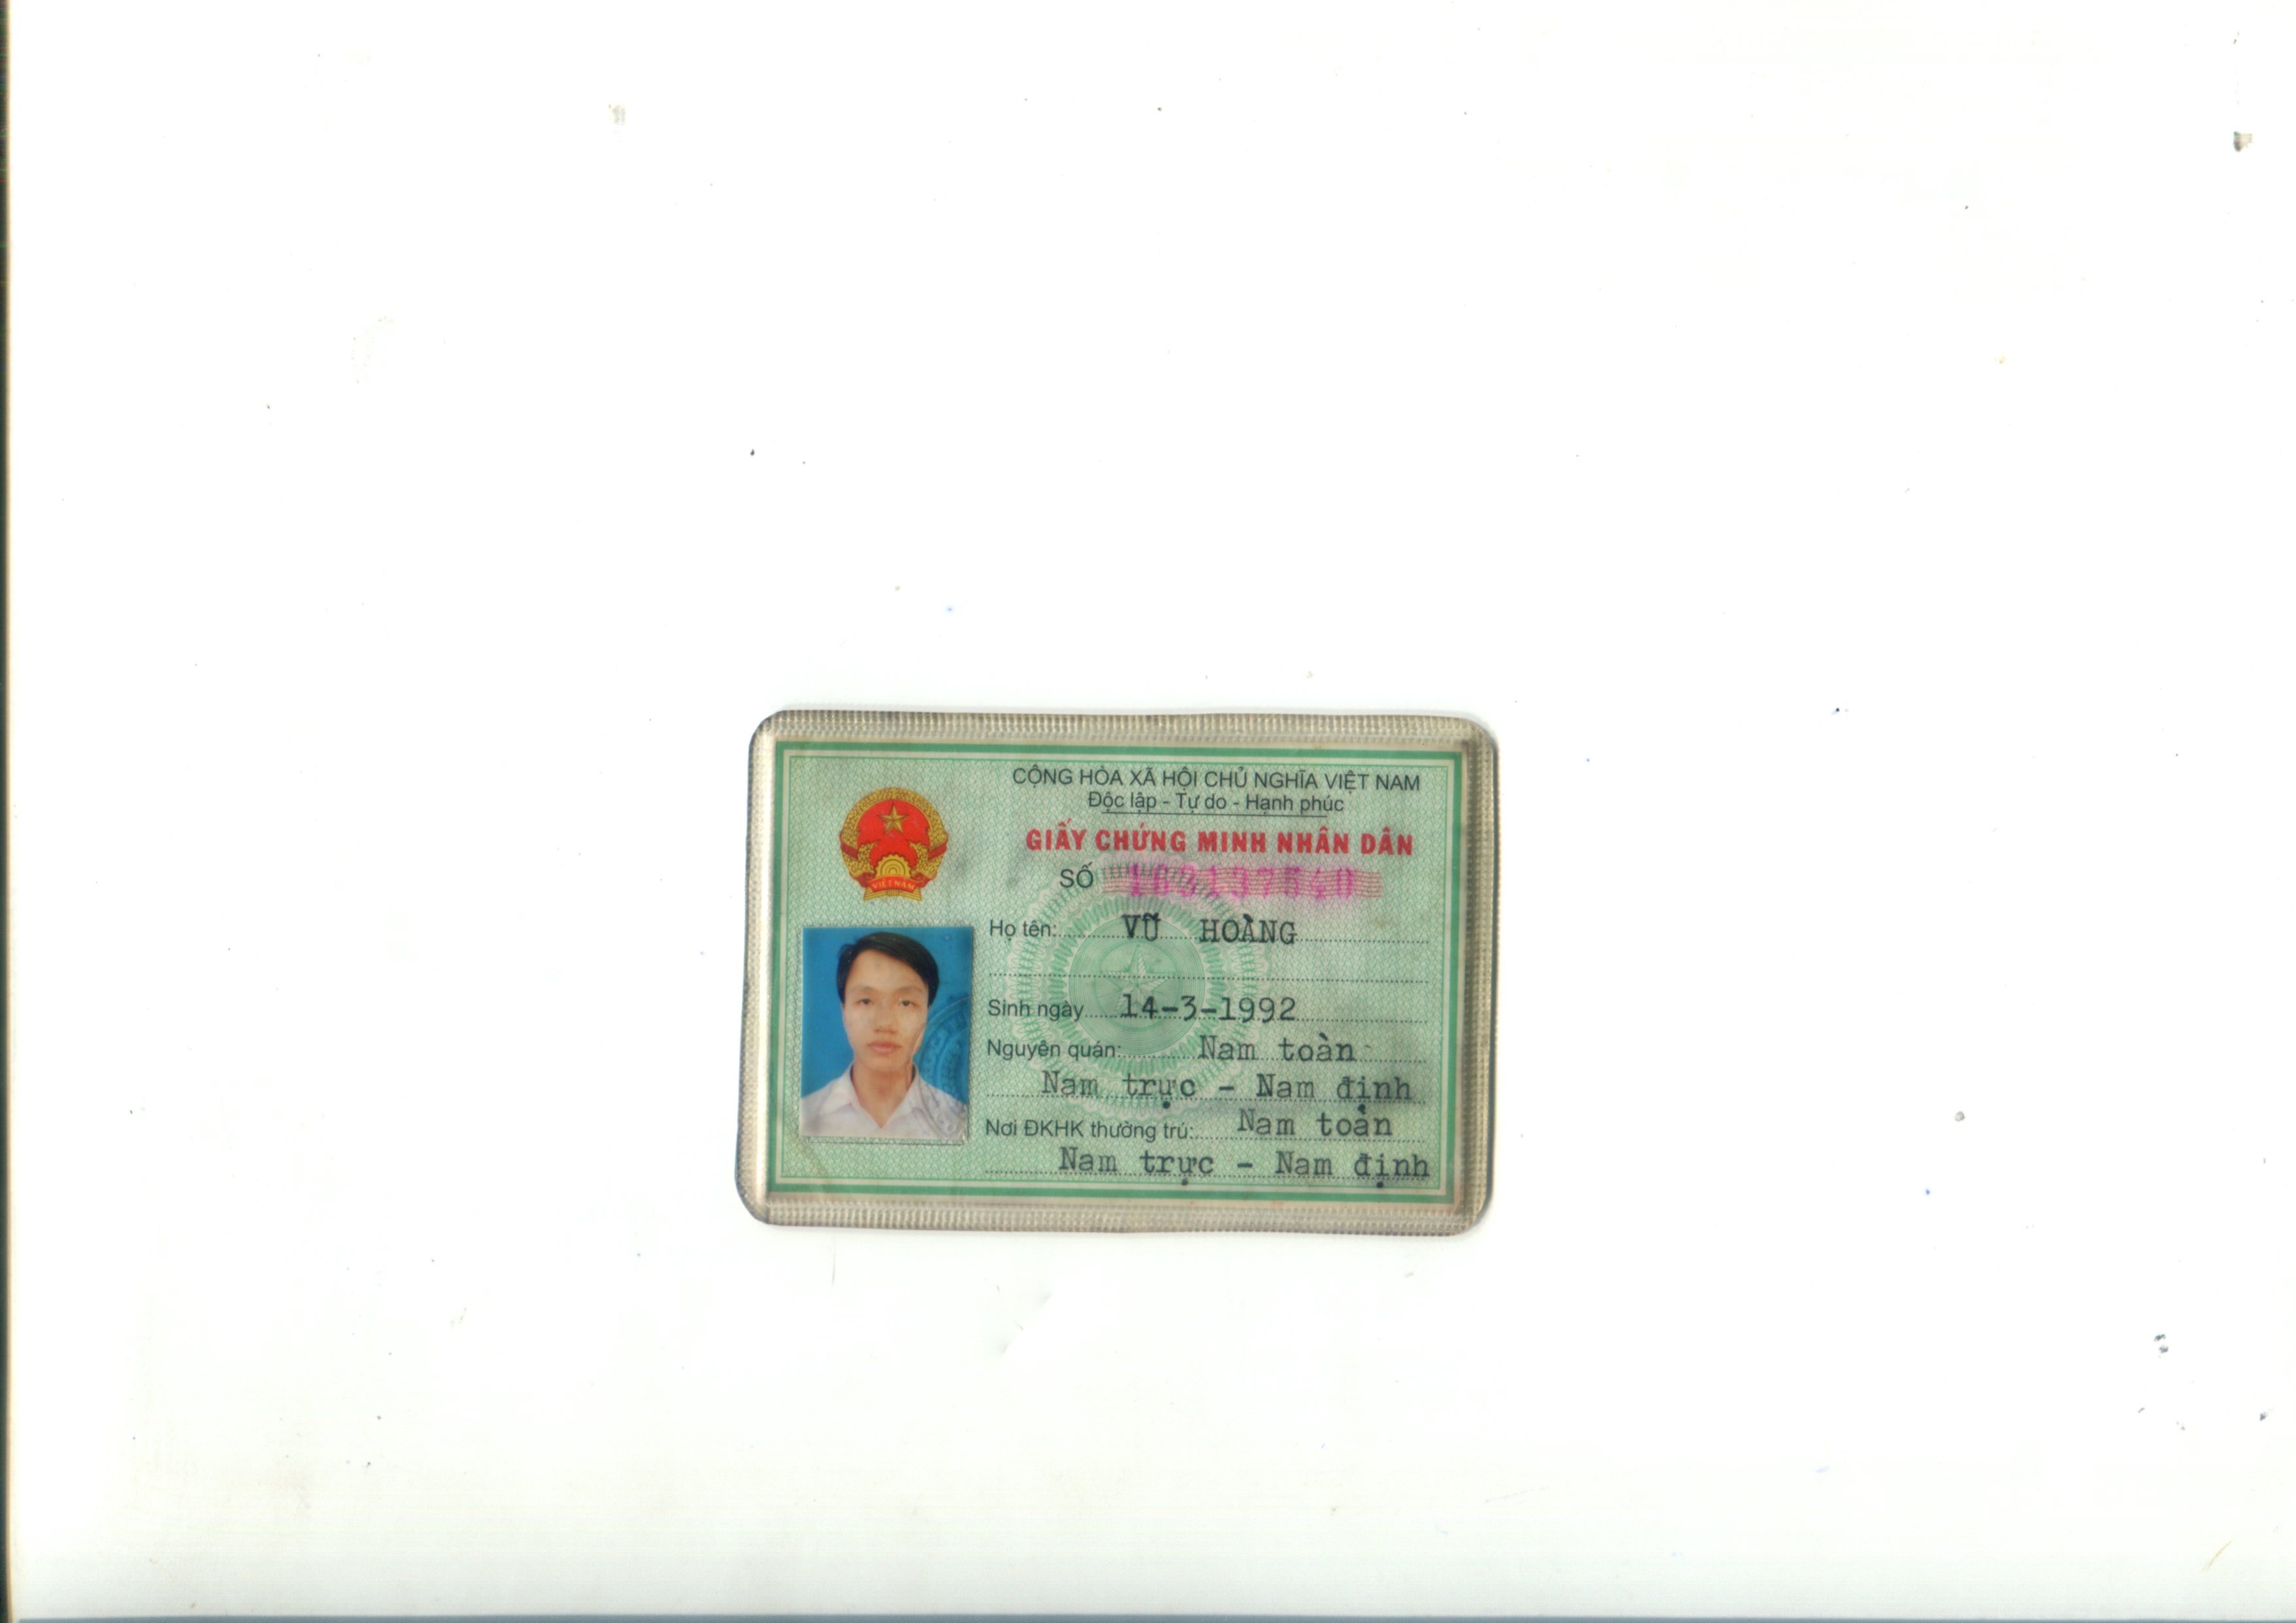 CỘNG HÒA XÃ HỘI CHỦ NGHĨA VIỆT NAM
Độc lập - Tự do - Hạnh phúc
GIẤY CHỨNG MINH NHÂN DÂN
SỐ
VIỆT NAM
Họ tên: VŨ HOÀNG
Sinh ngày 14-3-1992
Nguyên quán: Nam toàn
Nam trực - Nam định
Nơi ĐKHK thường trú: Nam toàn
Nam trực - Nam định